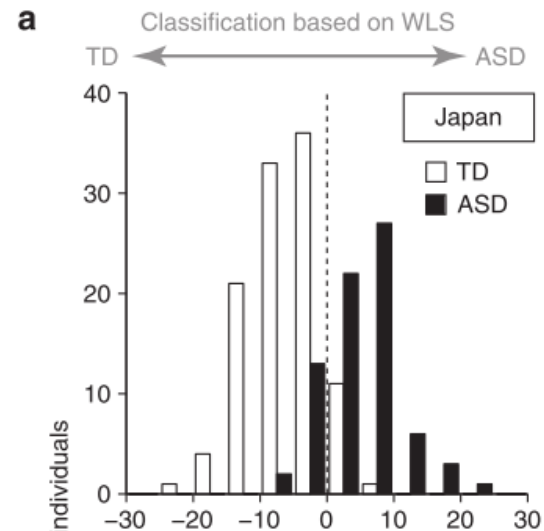 a
Classification based on WLS
TD ASD
40
Japan
TD
ASD
30
20
10
0
ndividuals
−30 −20 −10 0 10 20 30